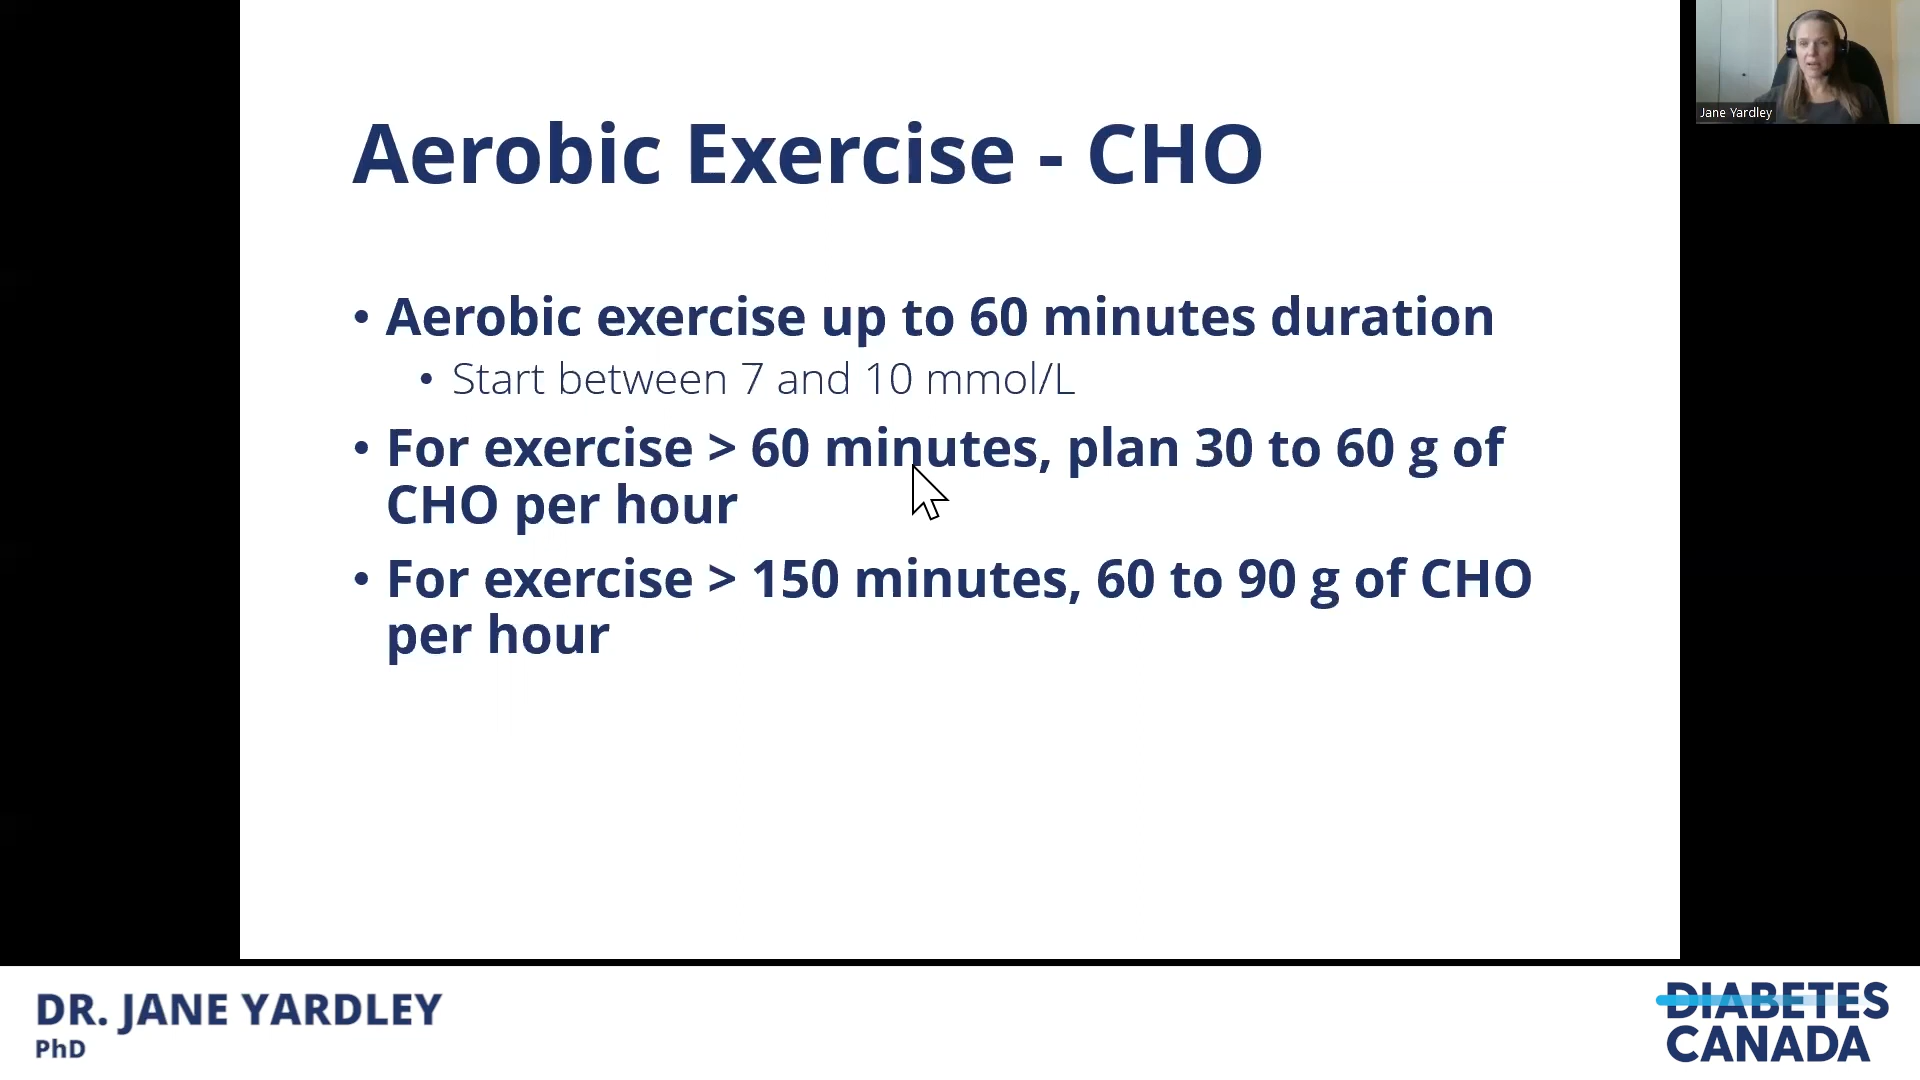 Aerobic Exercise - CHO
• Aerobic exercise up to 60 minutes duration
• Start between 7 and 10 mmol/L
• For exercise > 60 minutes, plan 30 to 60 g of
CHO per hour
• For exercise > 150 minutes, 60 to 90 g of CHO
per hour
Jane Yardley
DR. JANE YARDLEY
PhD
DIABETES
CANADA